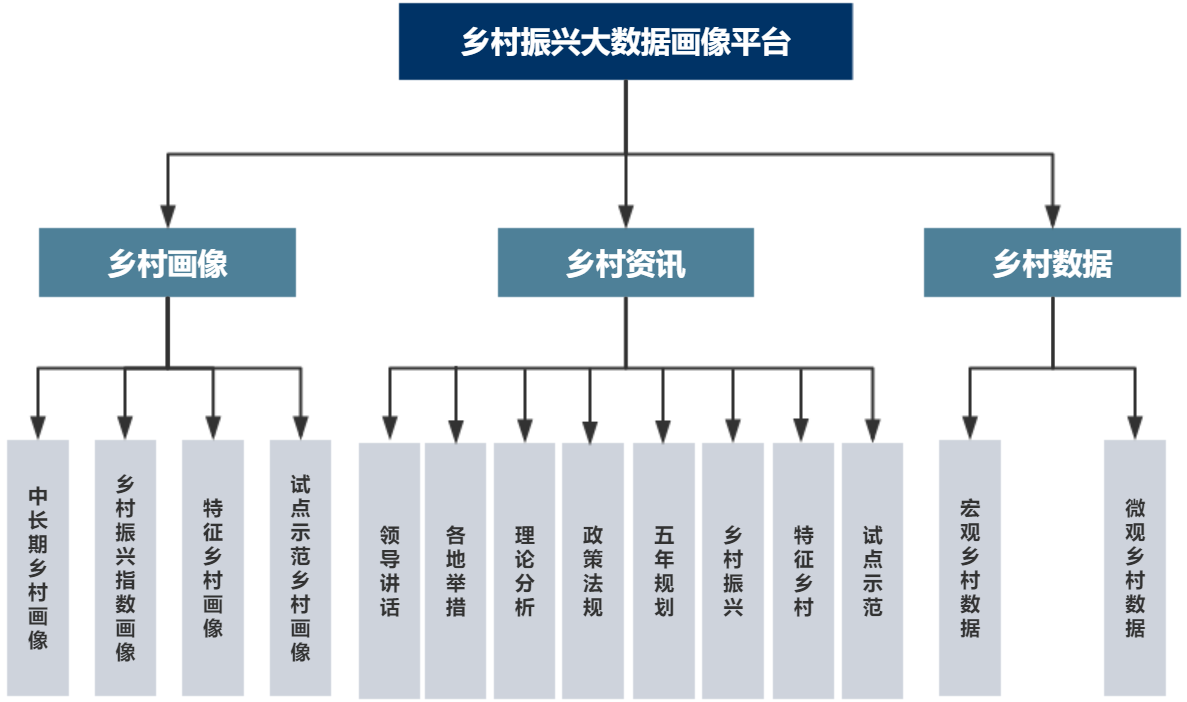 乡村振兴大数据画像平台
乡村画像
乡村资讯
乡村数据
中长期乡村画像
乡村振兴指数画像
特征乡村画像
试点示范乡村画像
领导讲话
各地举措
理论分析
政策法规
五年规划
乡村振兴
特征乡村
试点示范
宏观乡村数据
微观乡村数据